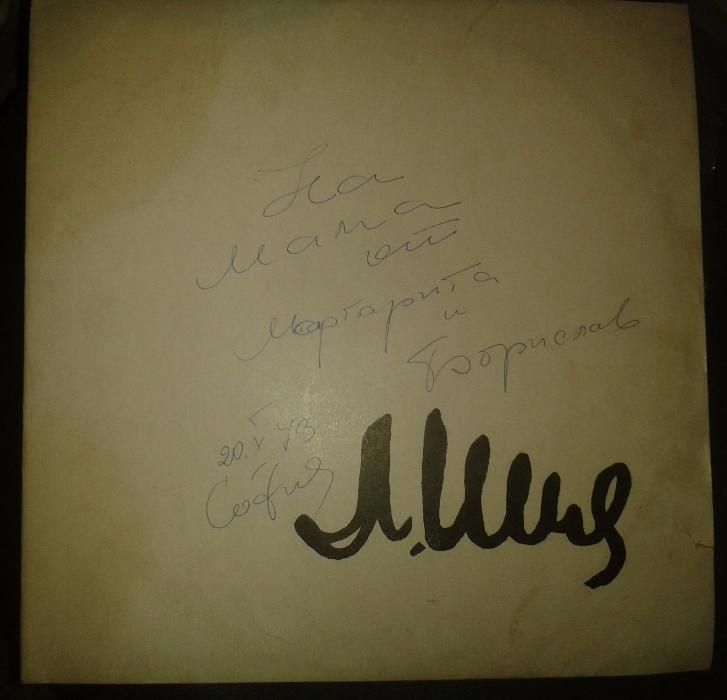 На
мама
от
Маргарита
и
Борислав
20.V 73
София